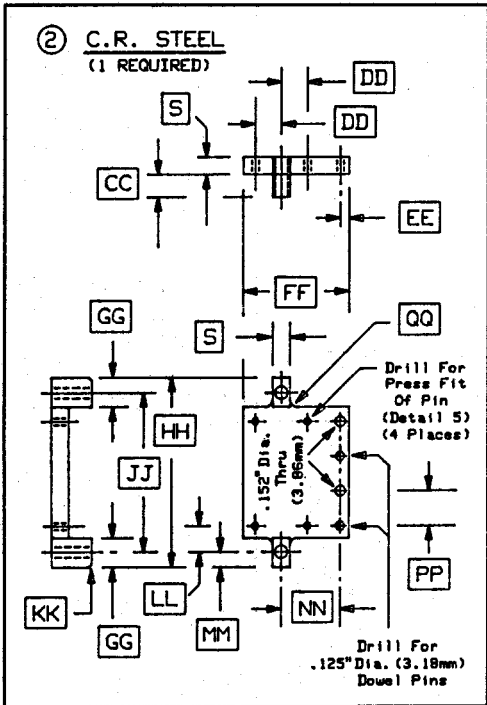 ② C.R. STEEL
(1 REQUIRED)
DD
S
DD
CC
EE
FF
GG
S
QQ
Drill For
Press Fit
Of Pin
(Detail 5)
(4 Places)
HH
JJ
.152" Dia.
Thru
(3.86mm)
PP
LL
NN
KK
GG
MM
Drill For
.125" Dia. (3.18mm)
Dowel Pins